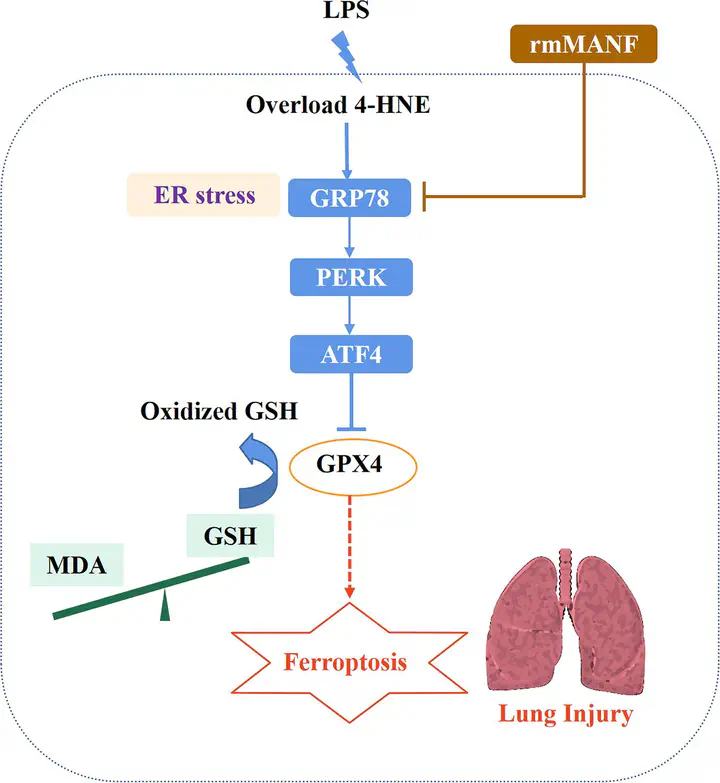 LPS
rmMANF
Overload 4-HNE
ER stress
GRP78
PERK
ATF4
Oxidized GSH
GPX4
GSH
MDA
Ferroptosis
Lung Injury